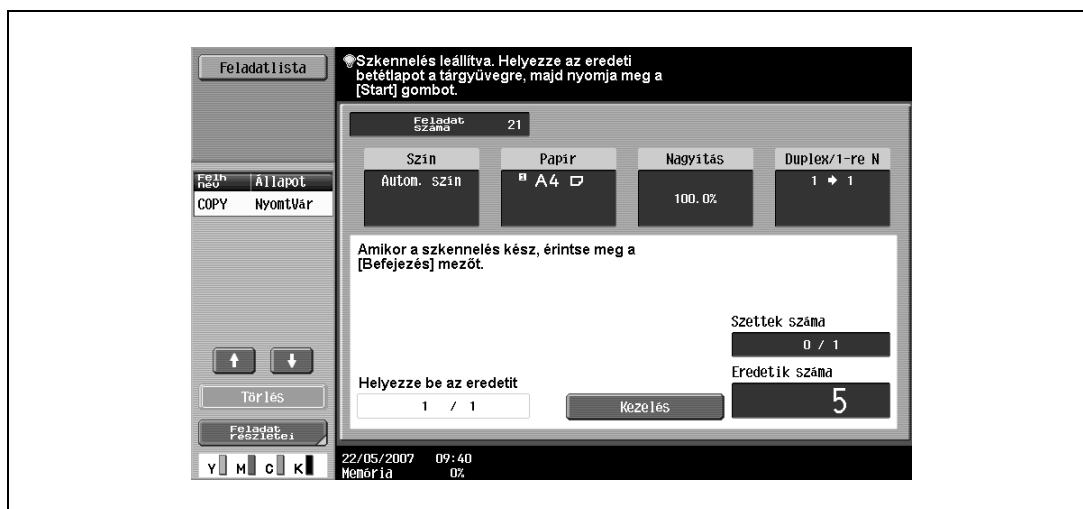 Feladatlista
Szkennelés leállítva. Helyezze az eredeti
betétlapot a tárgyüvegre, majd nyomja meg a
[Start] gombot.
Feladat
száma 21
Szín Papír Nagyítás Duplex/1-re N
Autom. szín 1 A4 100.0% 1 → 1
Felh
név Állapot
COPY NyomtVár
Amikor a szkennelés kész, érintse meg a
[Befejezés] mezőt.
Szettek száma
0 / 1
Eredetik száma
5
Helyezze be az eredetit
1 / 1
Kezelés
Törlés
Feladat
részletei
Y M C K
22/05/2007 09:40
Memória 0%